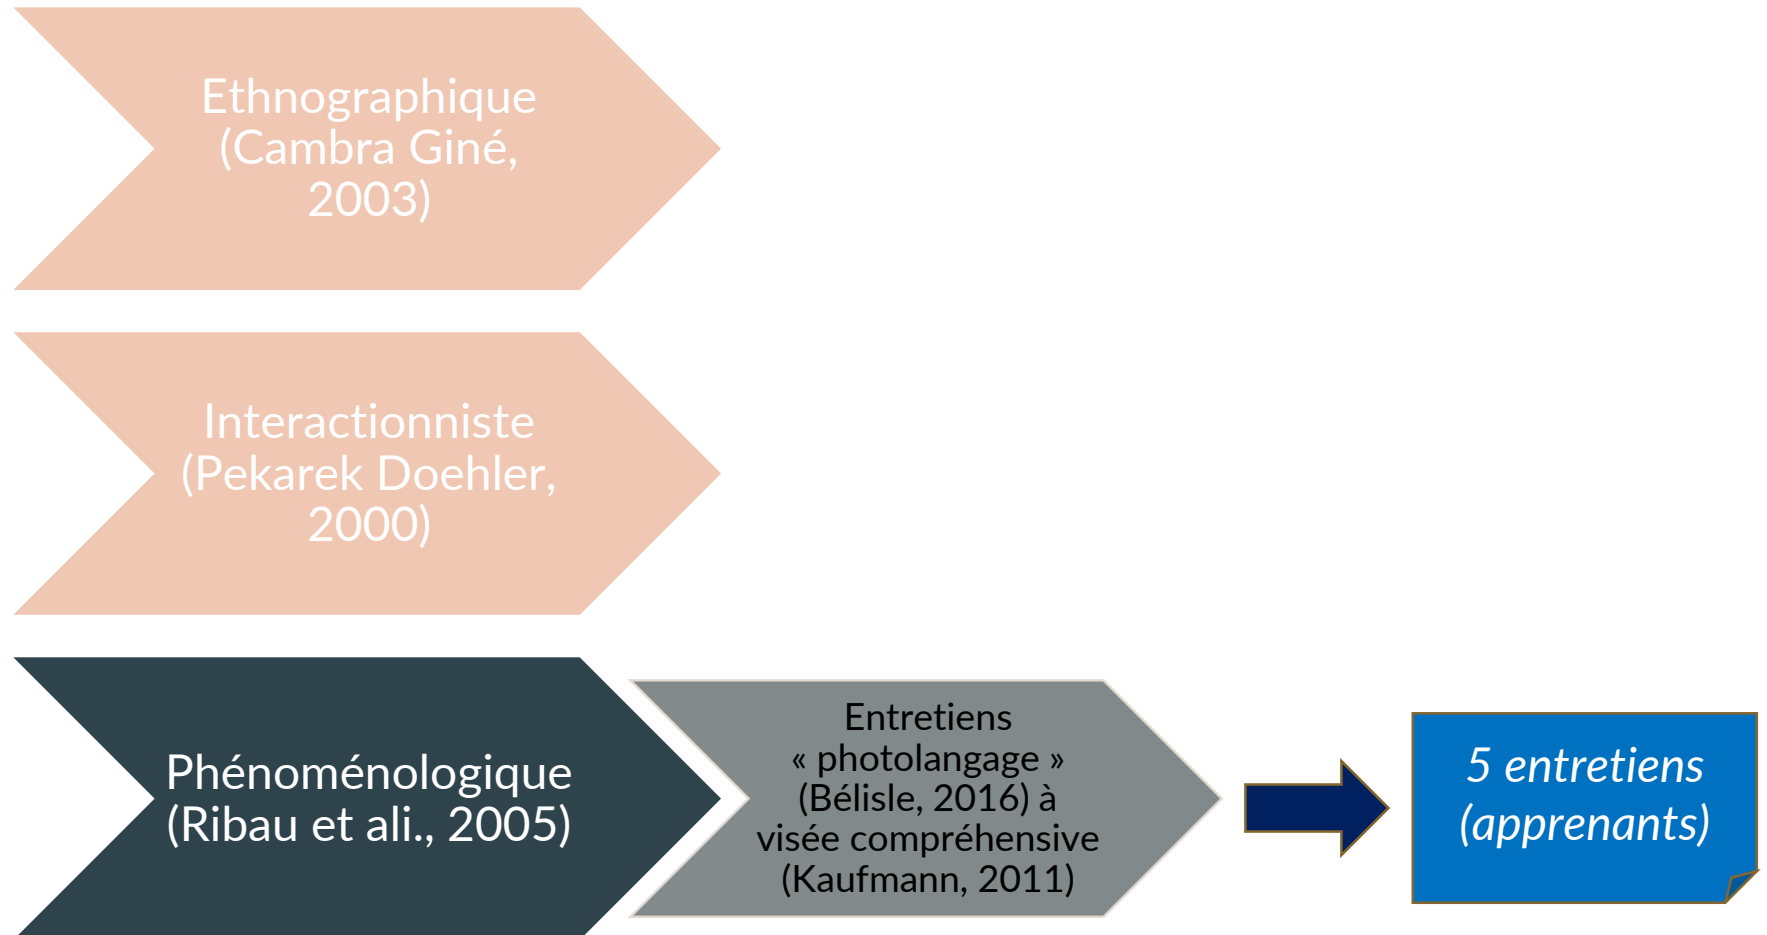 Ethnographique
(Cambra Giné,
2003)
Interactionniste
(Pekarek Doehler,
2000)
Phénoménologique
(Ribau et ali., 2005)
Entretiens
« photolangage »
(Bélisle, 2016) à
visée compréhensive
(Kaufmann, 2011)
5 entretiens
(apprenants)